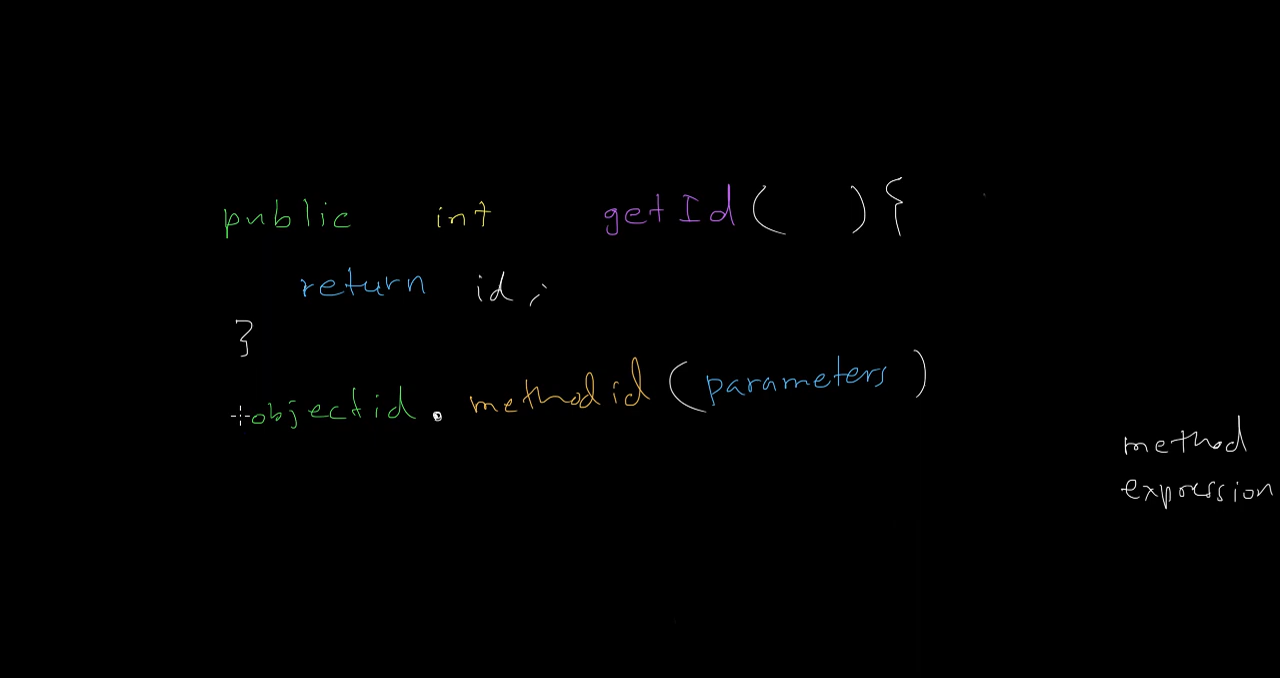 public int getId( ){
return id;
}
objectid.methodid(parameters)
method
expression